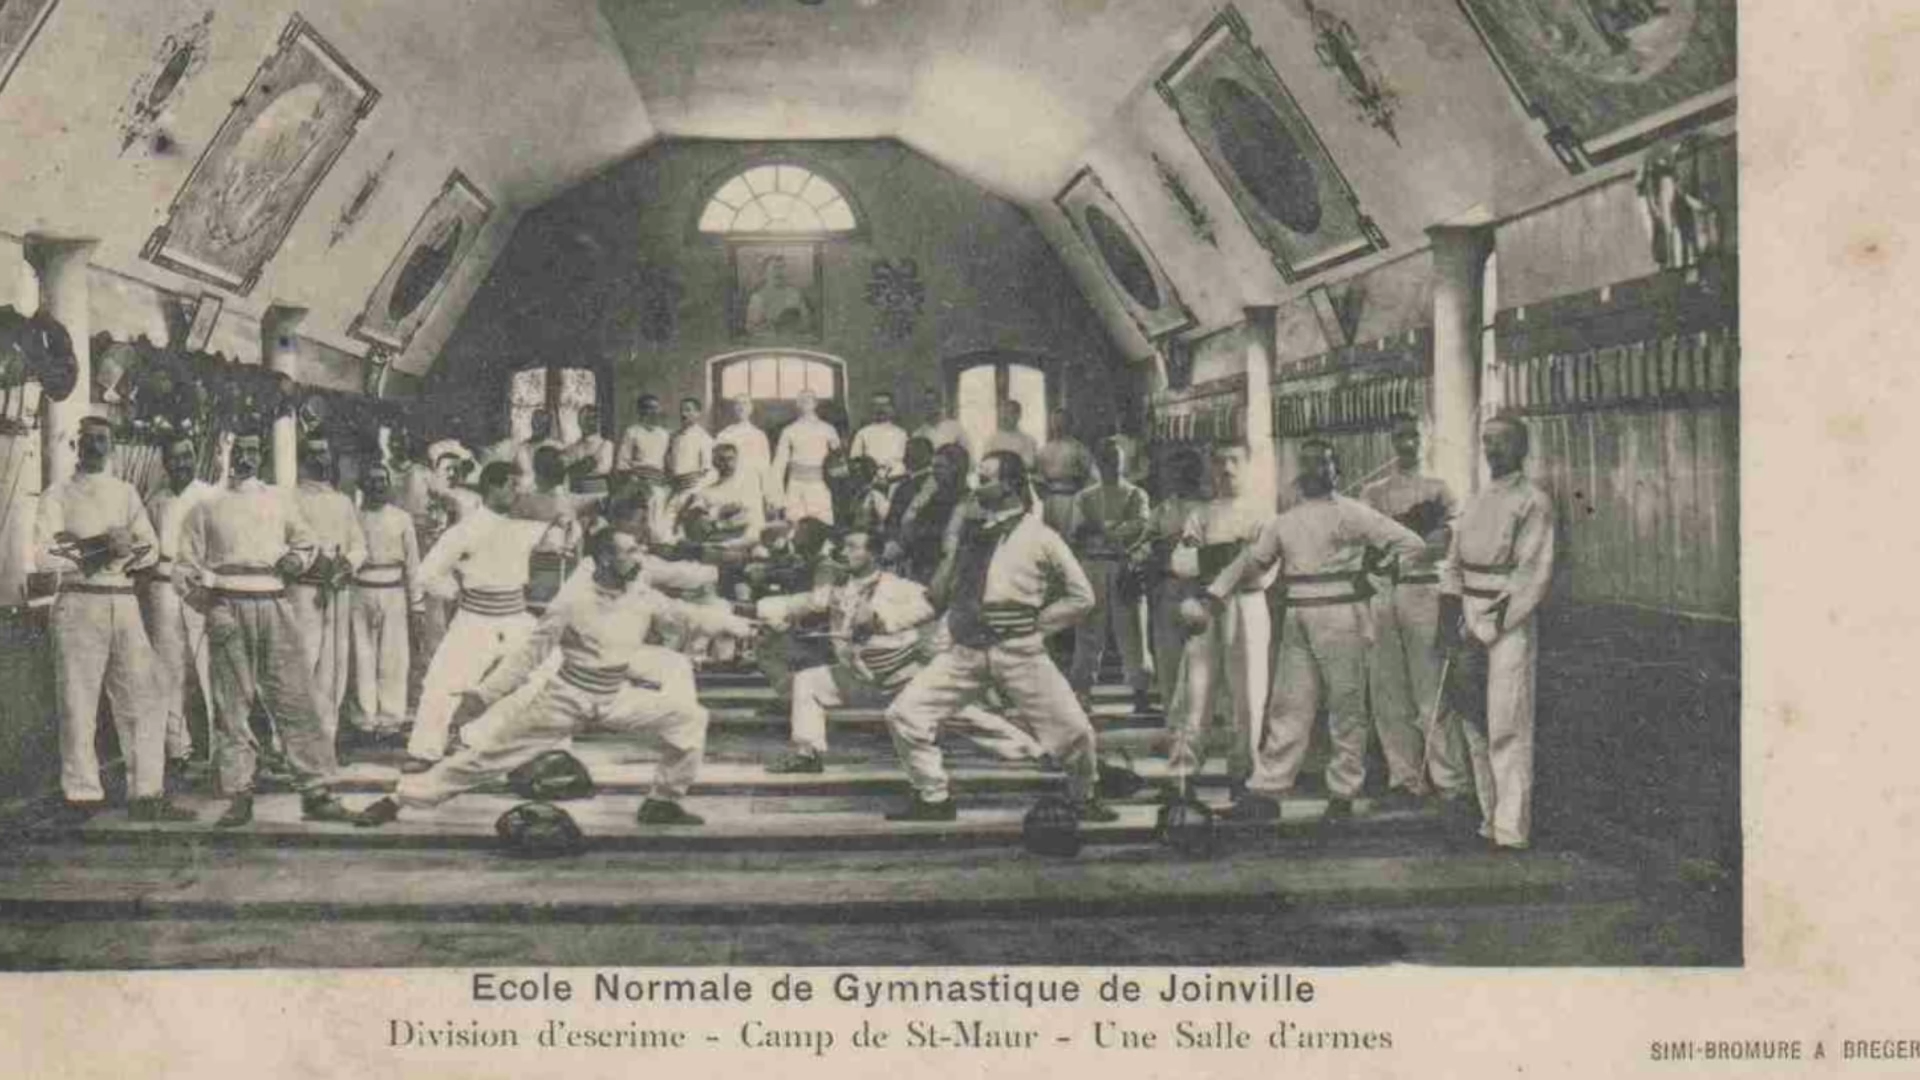 Ecole Normale de Gymnastique de Joinville
Division d'escrime - Camp de St-Maur - Une Salle d'armes
SIMI-BROMURE A BREGER